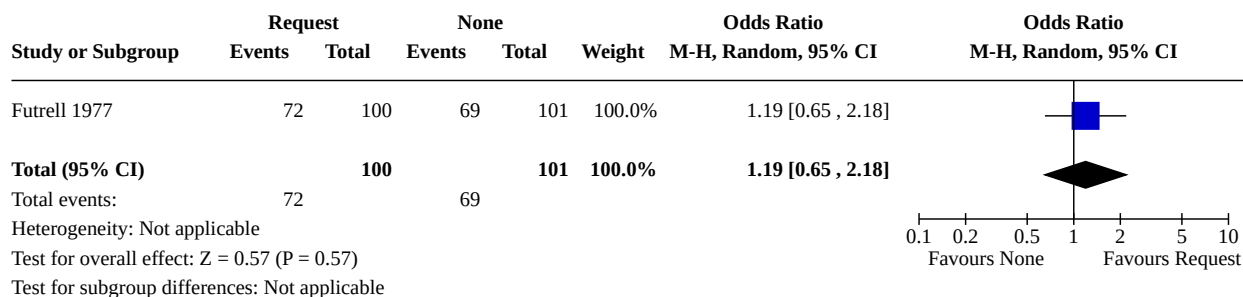 Request None Odds Ratio Odds Ratio
Study or Subgroup Events Total Events Total Weight M-H, Random, 95% CI M-H, Random, 95% CI
Futrell 1977 72 100 69 101 100.0% 1.19 [0.65 , 2.18]
Total (95% CI) 100 101 100.0% 1.19 [0.65 , 2.18]
Total events: 72 69
Heterogeneity: Not applicable
0.1 0.2 0.5 1 2 5 10
Test for overall effect: Z = 0.57 (P = 0.57) Favours None Favours Request
Test for subgroup differences: Not applicable